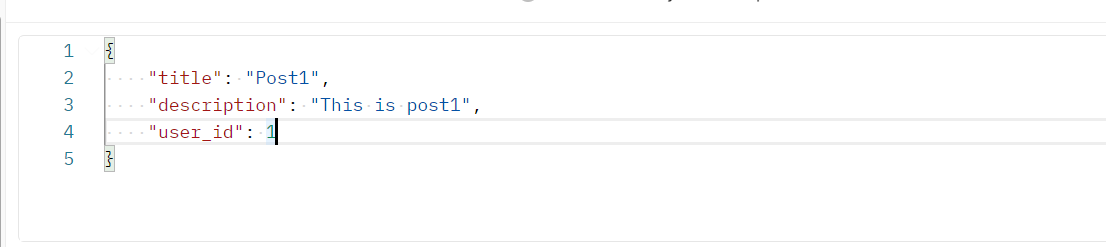 1 {
2 "title": "Post1",
3 "description": "This is post1",
4 "user_id": 1
5 }